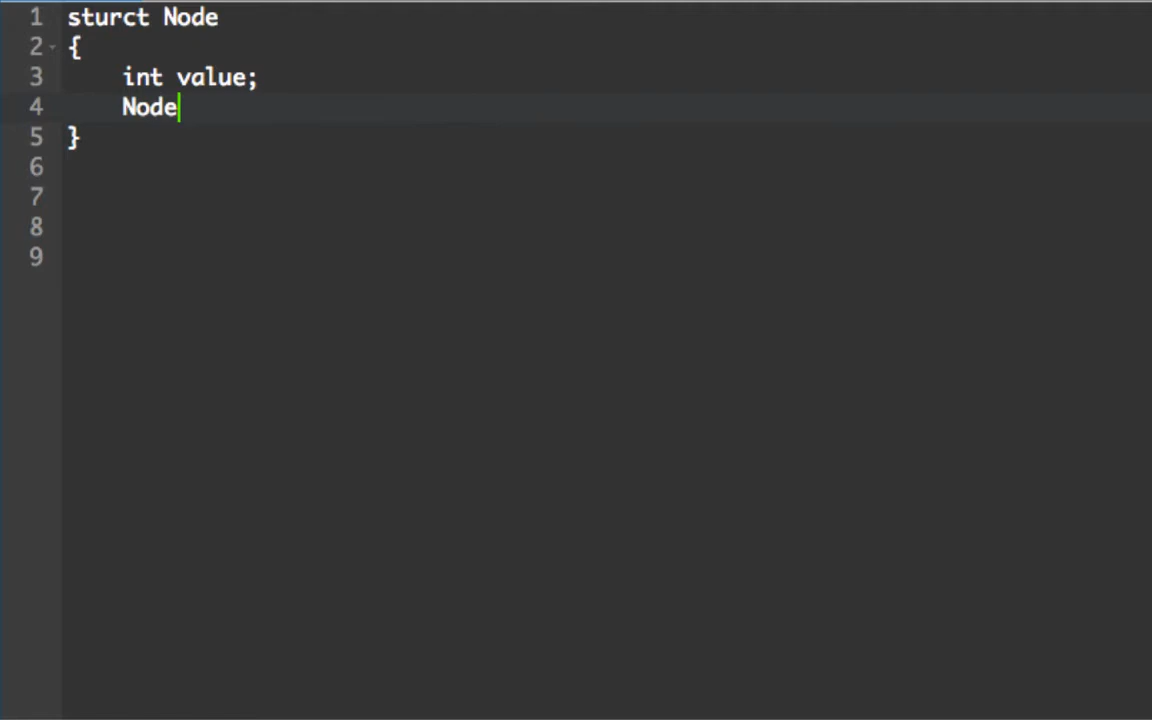 1 sturct Node
2 {
3 int value;
4 Node
5 }
6
7
8
9